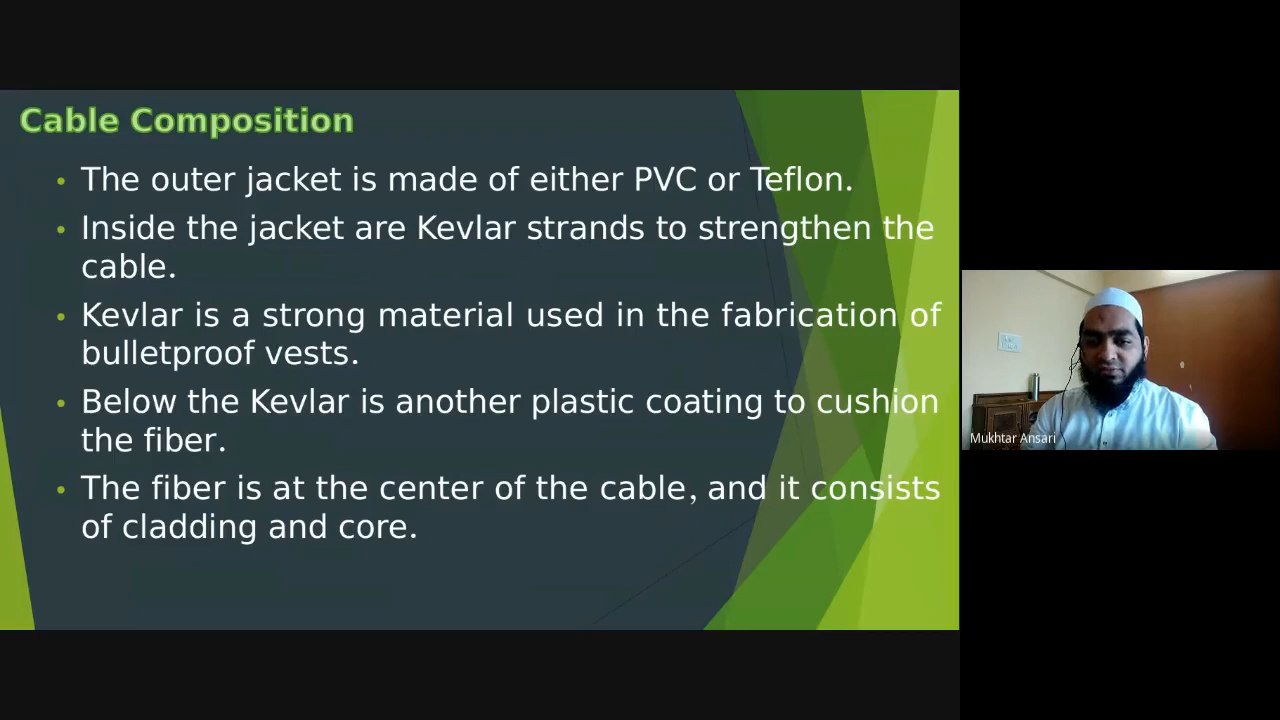 Cable Composition
• The outer jacket is made of either PVC or Teflon.
• Inside the jacket are Kevlar strands to strengthen the
cable.
• Kevlar is a strong material used in the fabrication of
bulletproof vests.
• Below the Kevlar is another plastic coating to cushion
the fiber.
• The fiber is at the center of the cable, and it consists
of cladding and core.
Mukhtar Ansari